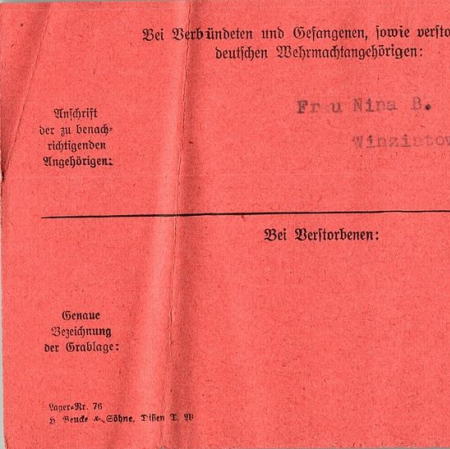 Bei Verbündeten und Gefangenen, sowie versto
deutschen Wehrmachtangehörigen:
Anschrift
der zu benach-
richtigenden
Angehörigen:
Frau Nina B.
Bei Verstorbenen:
Genaue
Bezeichnung
der Grablage:
Lager-Nr. 76
H Beucke & Söhne, Dissen T. W